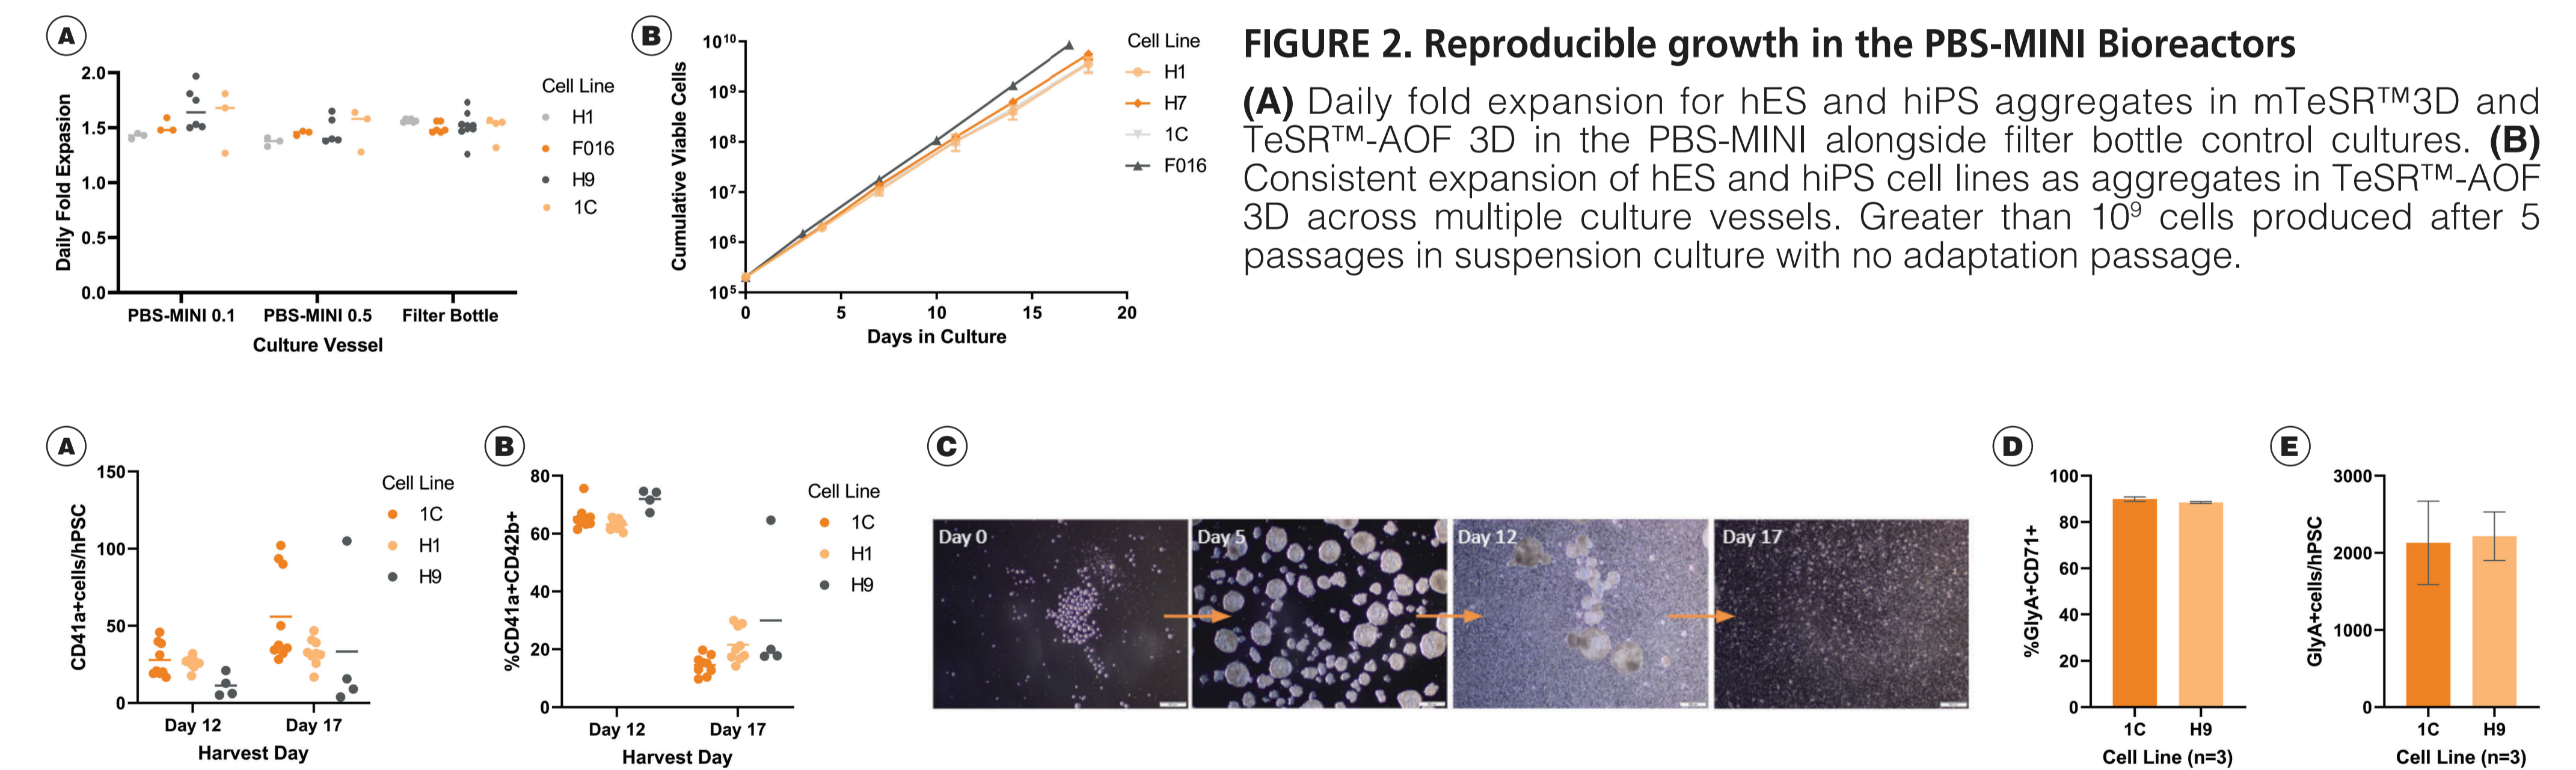 A
2.0
1.5
1.0
0.5
0.0
Daily Fold Expasion
PBS-MINI 0.1 PBS-MINI 0.5 Filter Bottle
Culture Vessel
Cell Line
H1
F016
H9
1C
B
10¹⁰
10⁹
10⁸
10⁷
10⁶
10⁵
Cumulative Viable Cells
0 5 10 15 20
Days in Culture
Cell Line
H1
H7
1C
F016
FIGURE 2. Reproducible growth in the PBS-MINI Bioreactors
(A) Daily fold expansion for hES and hiPS aggregates in mTeSR™3D and
TeSR™-AOF 3D in the PBS-MINI alongside filter bottle control cultures. (B)
Consistent expansion of hES and hiPS cell lines as aggregates in TeSR™-AOF
3D across multiple culture vessels. Greater than 10⁹ cells produced after 5
passages in suspension culture with no adaptation passage.
A
150
100
50
0
CD41a+cells/hPSC
Day 12 Day 17
Harvest Day
Cell Line
1C
H1
H9
B
80
60
40
20
0
%CD41a+CD42b+
Day 12 Day 17
Harvest Day
Cell Line
1C
H1
H9
C
Day 0
Day 5
Day 12
Day 17
D
100
80
60
40
20
0
%GlyA+CD71+
1C H9
Cell Line (n=3)
E
3000
2000
1000
0
GlyA+cells/hPSC
1C H9
Cell Line (n=3)